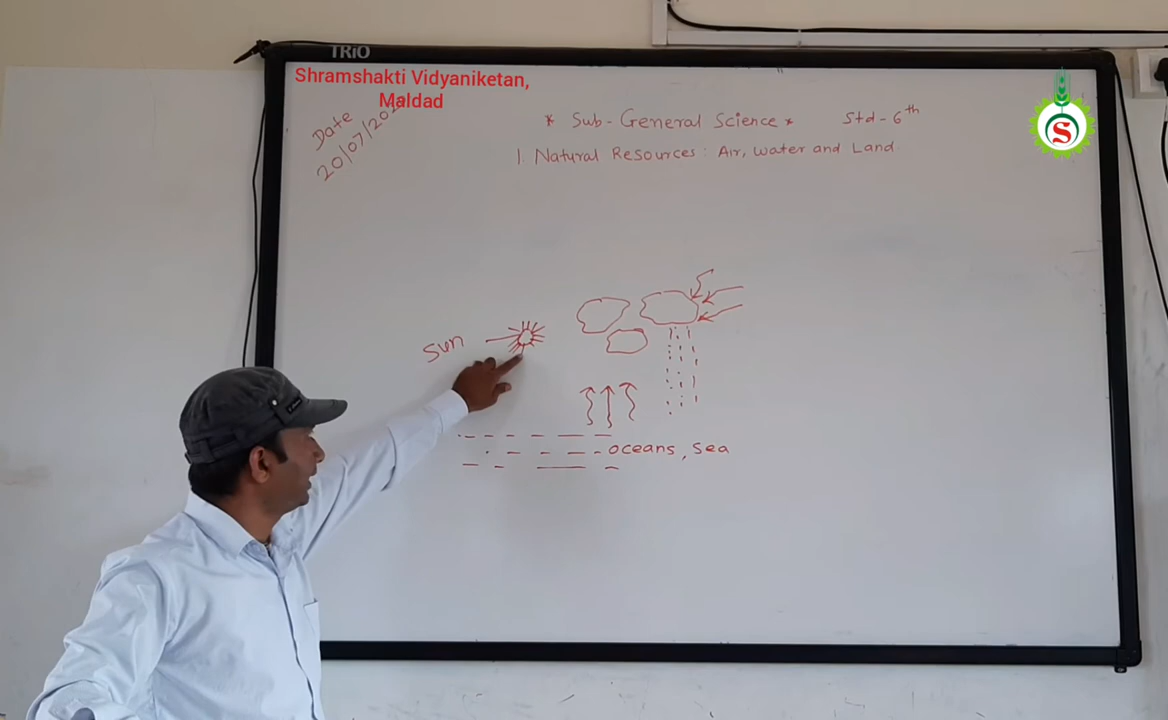 TRiO
Shramshakti Vidyaniketan,
Maldad
Date
* Sub - General Science * Std - 6th
1 Natural Resources : Air, Water and Land.
S
Sun
oceans, sea